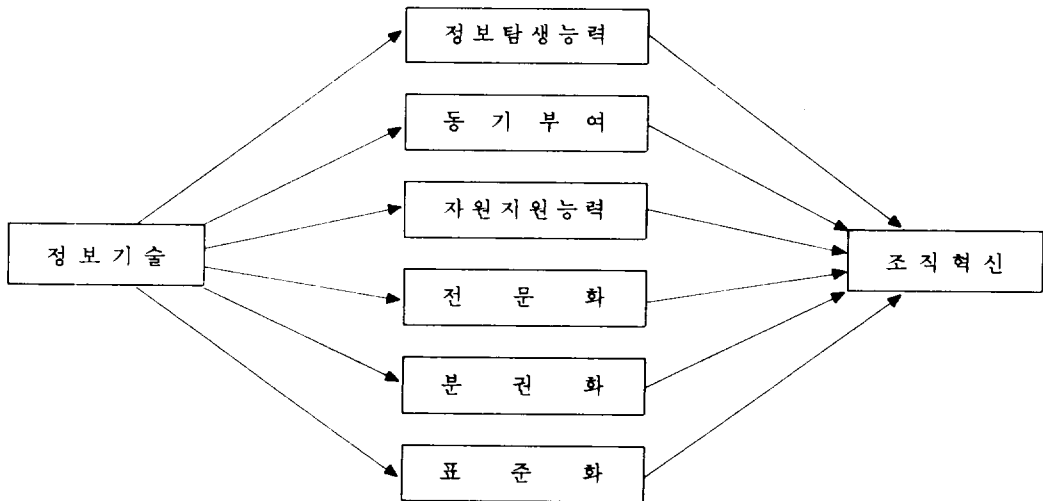 정보탐생능력
동기부여
자원지원능력
정보기술
조직혁신
전문화
분권화
표준화